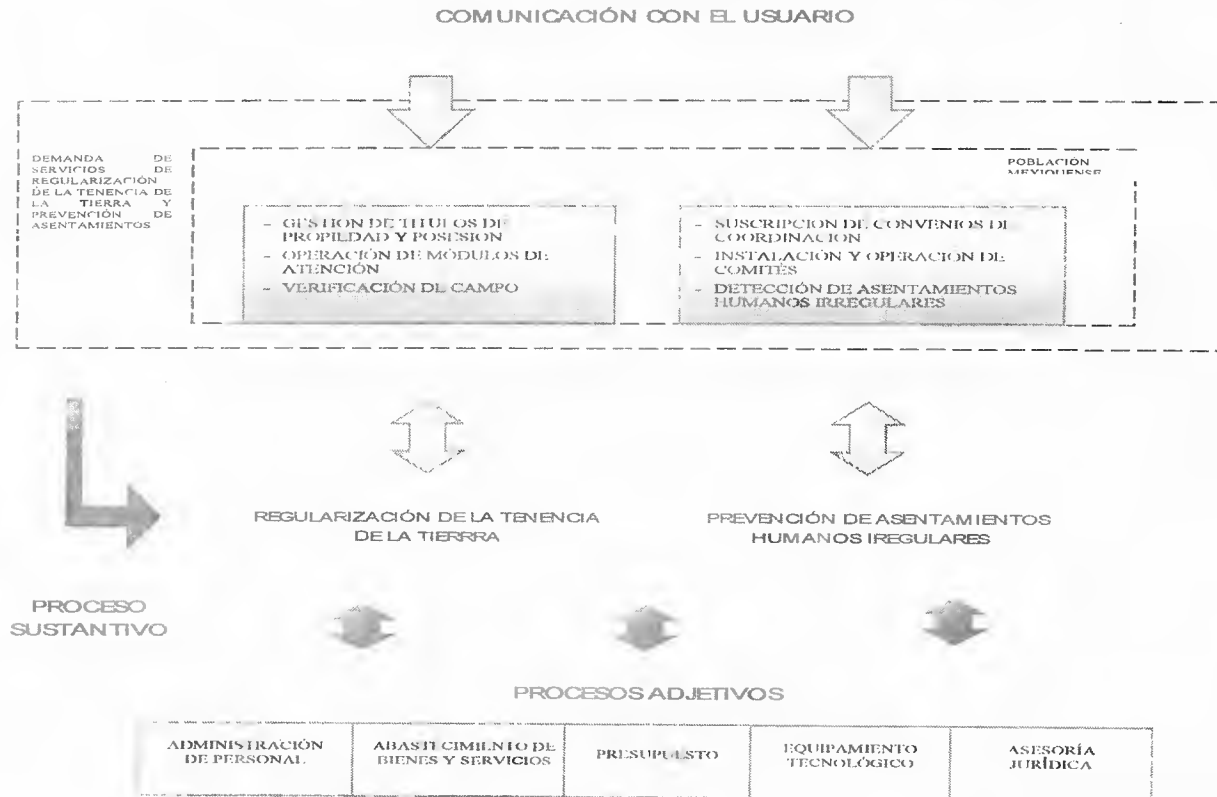 COMUNICACIÓN CON EL USUARIO
DEMANDA DE
SERVICIOS DE
REGULARIZACIÓN
DE LA TENENCIA DE
LA TIERRA Y
PREVENCIÓN DE
ASENTAMIENTOS
POBLACIÓN
MEXIQUENSE
- GESTION DE TITULOS DE
PROPIEDAD Y POSESION
- OPERACIÓN DE MÓDULOS DE
ATENCIÓN
- VERIFICACIÓN DE CAMPO
- SUSCRIPCION DE CONVENIOS DE
COORDINACION
- INSTALACIÓN Y OPERACION DE
COMITÉS
- DETECCIÓN DE ASENTAMIENTOS
HUMANOS IRREGULARES
REGULARIZACIÓN DE LA TENENCIA
DE LA TIERRRA
PREVENCIÓN DE ASENTAMIENTOS
HUMANOS IREGULARES
PROCESO
SUSTANTIVO
PROCESOS ADJETIVOS
ADMINISTRACIÓN
DE PERSONAL
ABASTECIMIENTO DE
BIENES Y SERVICIOS
PRESUPUESTO
EQUIPAMIENTO
TECNOLÓGICO
ASESORÍA
JURÍDICA